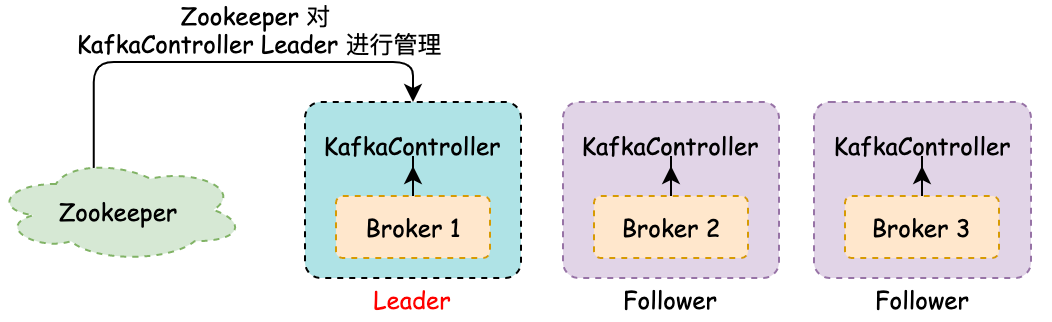 Zookeeper 对
KafkaController Leader 进行管理
KafkaController
KafkaController
KafkaController
Zookeeper
Broker 1
Broker 2
Broker 3
Leader
Follower
Follower